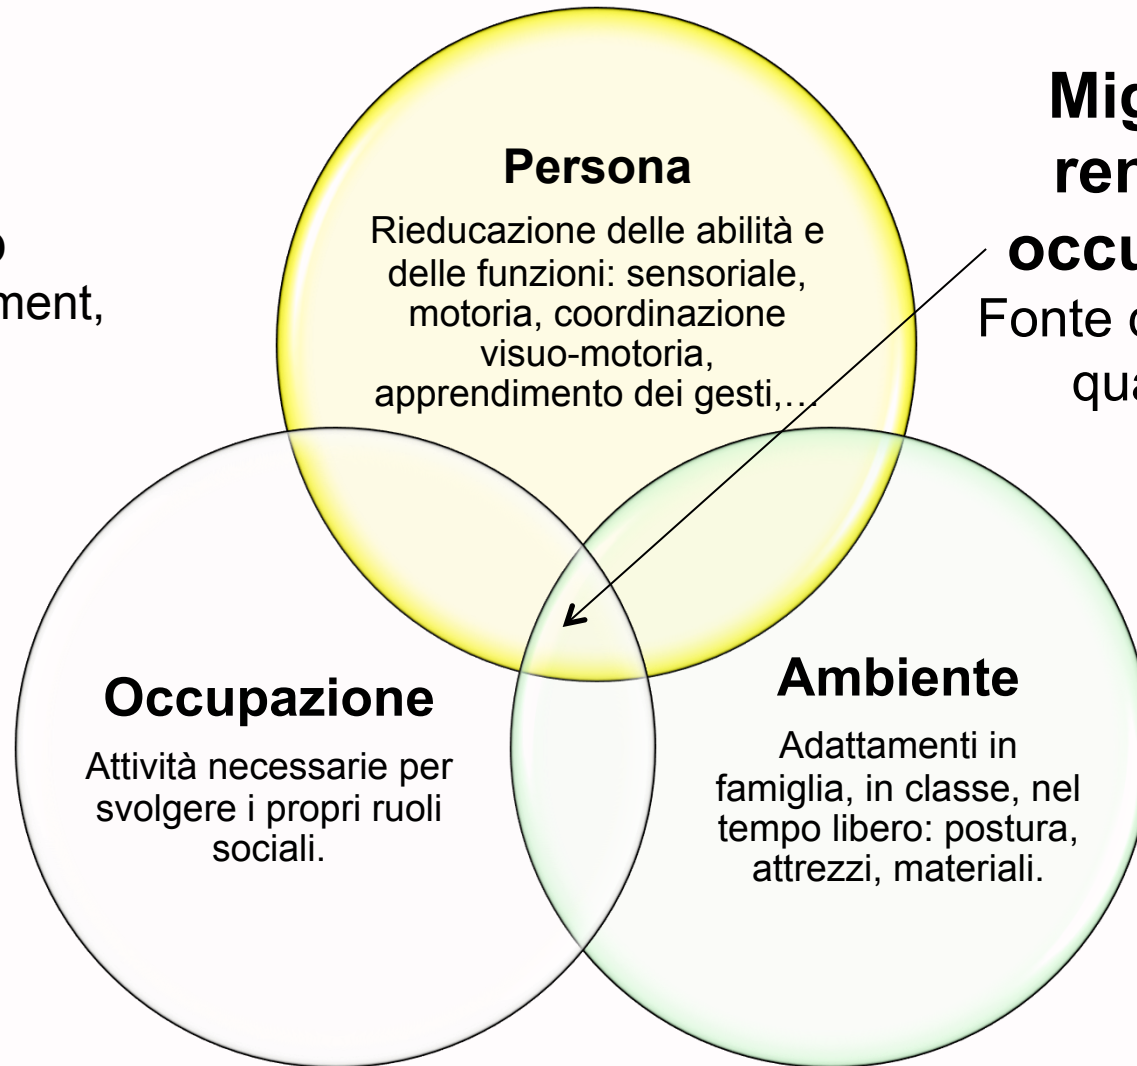 Persona
Rieducazione delle abilità e
delle funzioni: sensoriale,
motoria, coordinazione
visuo-motoria,
apprendimento dei gesti,…
Occupazione
Attività necessarie per
svolgere i propri ruoli
sociali.
Ambiente
Adattamenti in
famiglia, in classe, nel
tempo libero: postura,
attrezzi, materiali.
Fonte